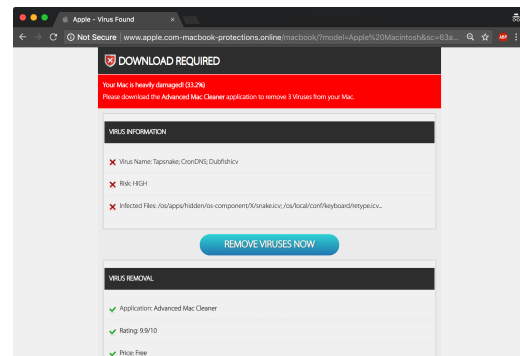 Apple - Virus Found
Not Secure | www.apple.com-macbook-protections.online/macbook/?model=Apple%20Macintosh&sc=63a...
ABP
DOWNLOAD REQUIRED
Your Mac is heavily damaged! (33.2%)
Please download the Advanced Mac Cleaner application to remove 3 Viruses from your Mac.
VIRUS INFORMATION
Virus Name: Tapsnake; CronDNS; Dubfishicv
Risk: HIGH
Infected Files: /os/apps/hidden/os-component/X/snake.icv; /os/local/conf/keyboard/retype.icv...
REMOVE VIRUSES NOW
VIRUS REMOVAL
Application: Advanced Mac Cleaner
Rating: 9.9/10
Price: Free